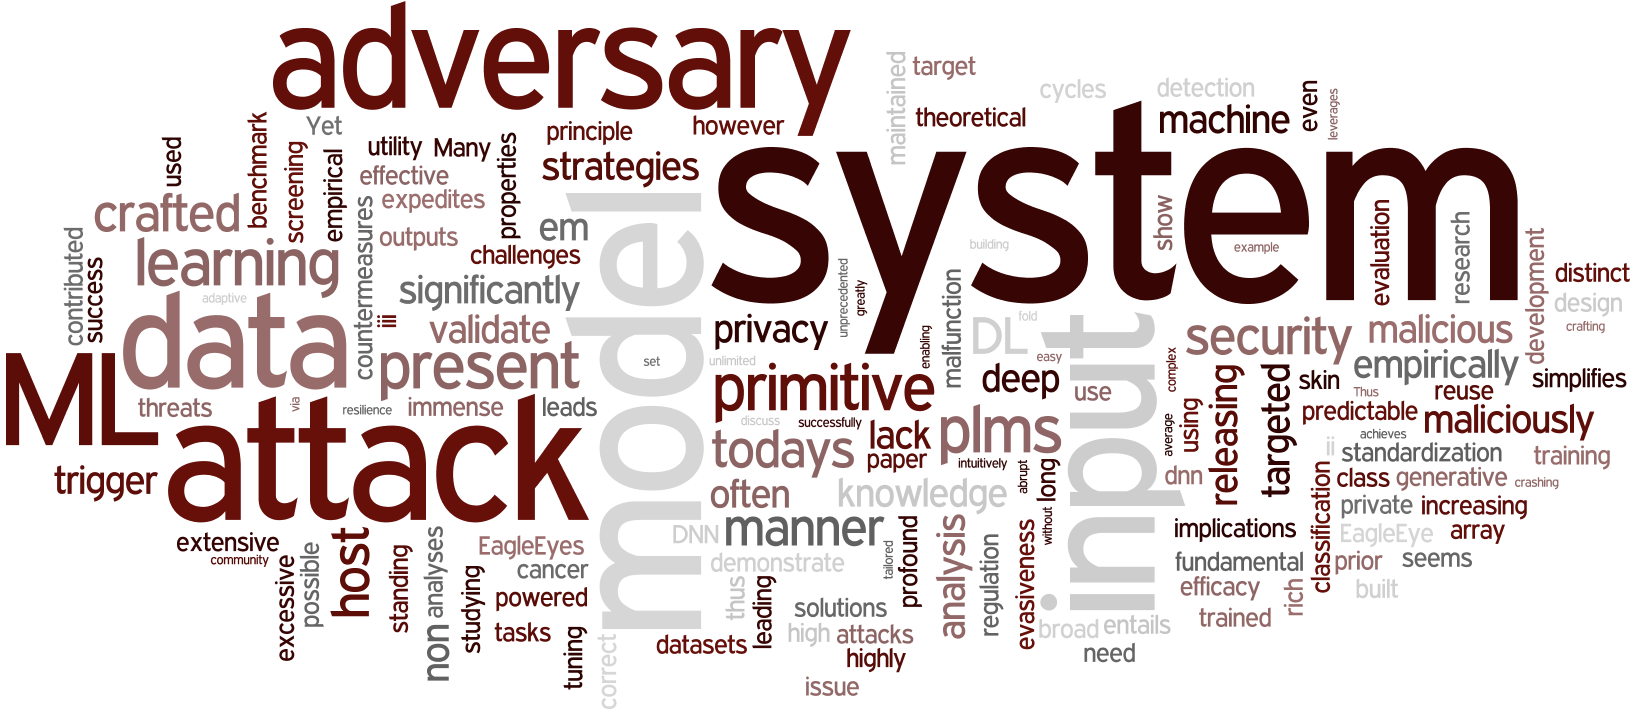 adversary
system
model
input
attack
data
ML
learning
crafted
used
benchmark
screening
Yet
empirical
utility
Many
properties
effective
expedites
outputs
countermeasures
contributed
success
adaptive
iii
principle
however
strategies
em
challenges
significantly
validate
present
threats
via
resilience
immense
leads
trigger
set
target
maintained
theoretical
cycles
detection
machine
even
leverages
show
example
building
evaluation
research
development
distinct
design
crafting
privacy
unprecedented
greatly
enabling
malfunction
DL
fold
easy
unlimited
primitive
deep
use
complex
discuss
successfully
todays
lack
paper
plms
intuitively
often
knowledge
abrupt
long
without
average
using
dnn
security
malicious
empirically
releasing
targeted
skin
Thus
reuse
simplifies
predictable
maliciously
achieves
ii
standardization
training
class
generative
crashing
classification
private
increasing
implications
EagleEye
array
fundamental
prior
seems
efficacy
rich
built
trained
broad
entails
need
DNN
manner
demonstrate
tailored
profound
analysis
regulation
evasiveness
thus
leading
solutions
high
attacks
highly
issue
datasets
correct
extensive
community
excessive
possible
host
standing
non
analyses
studying
EagleEyes
cancer
powered
tasks
tuning